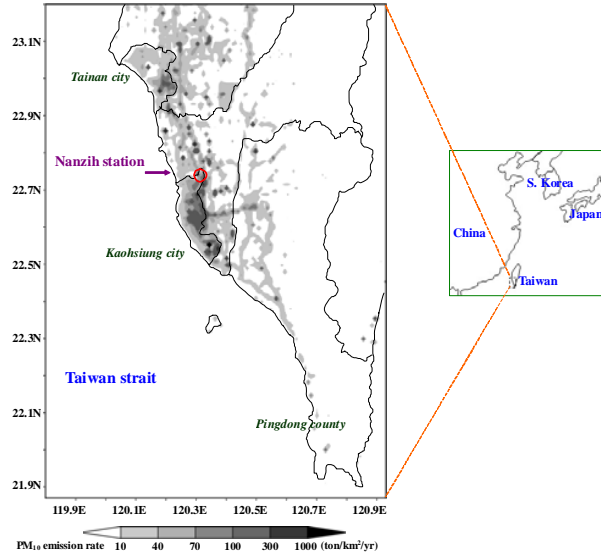 23.1N
Tainan city
22.9N
Nanzih station
22.7N
Kaohsiung city
22.5N
22.3N
Taiwan strait
22.1N
Pingdong county
21.9N
119.9E 120.1E 120.3E 120.5E 120.7E 120.9E
PM₁₀ emission rate 10 40 70 100 300 1000 (ton/km²/yr)
S. Korea
Japan
China
Taiwan